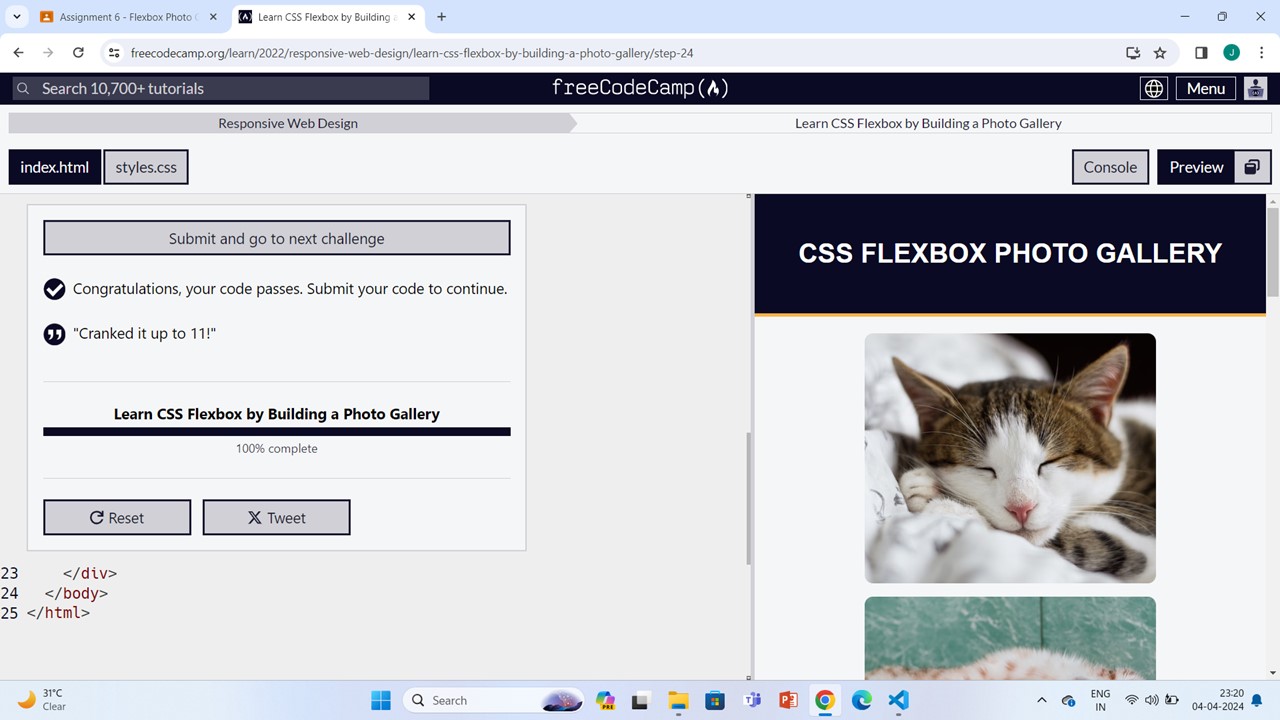 Assignment 6 - Flexbox Photo
Learn CSS Flexbox by Building a
freecodecamp.org/learn/2022/responsive-web-design/learn-css-flexbox-by-building-a-photo-gallery/step-24
J
Search 10,700+ tutorials
freeCodeCamp
Menu
Responsive Web Design
Learn CSS Flexbox by Building a Photo Gallery
index.html
styles.css
Console
Preview
Submit and go to next challenge
Congratulations, your code passes. Submit your code to continue.
"Cranked it up to 11!"
Learn CSS Flexbox by Building a Photo Gallery
100% complete
Reset
Tweet
23 </div>
24 </body>
25 </html>
CSS FLEXBOX PHOTO GALLERY
31°C
Clear
Search
PRE
ENG
IN
23:20
04-04-2024